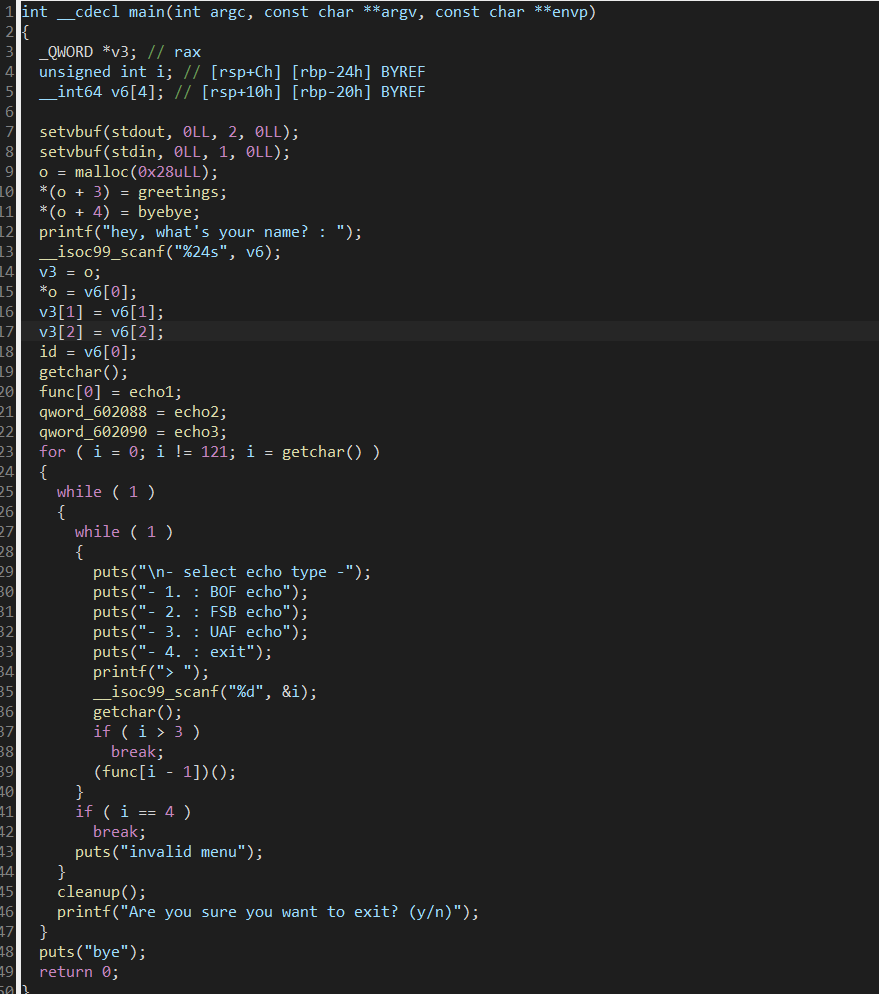 1 int __cdecl main(int argc, const char **argv, const char **envp)
2 {
3   _QWORD *v3; // rax
4   unsigned int i; // [rsp+Ch] [rbp-24h] BYREF
5   __int64 v6[4]; // [rsp+10h] [rbp-20h] BYREF
6
7   setvbuf(stdout, 0LL, 2, 0LL);
8   setvbuf(stdin, 0LL, 1, 0LL);
9   o = malloc(0x28uLL);
10   *(o + 3) = greetings;
11   *(o + 4) = byebye;
12   printf("hey, what's your name? : ");
13   __isoc99_scanf("%24s", v6);
14   v3 = o;
15   *o = v6[0];
16   v3[1] = v6[1];
17   v3[2] = v6[2];
18   id = v6[0];
19   getchar();
20   func[0] = echo1;
21   qword_602088 = echo2;
22   qword_602090 = echo3;
23   for ( i = 0; i != 121; i = getchar() )
24   {
25     while ( 1 )
26     {
27       while ( 1 )
28       {
29         puts("\n- select echo type -");
30         puts("- 1. : BOF echo");
31         puts("- 2. : FSB echo");
32         puts("- 3. : UAF echo");
33         puts("- 4. : exit");
34         printf("> ");
35         __isoc99_scanf("%d", &i);
36         getchar();
37         if ( i > 3 )
38           break;
39         (func[i - 1])();
40       }
41       if ( i == 4 )
42         break;
43       puts("invalid menu");
44     }
45     cleanup();
46     printf("Are you sure you want to exit? (y/n)");
47   }
48   puts("bye");
49   return 0;
50 }